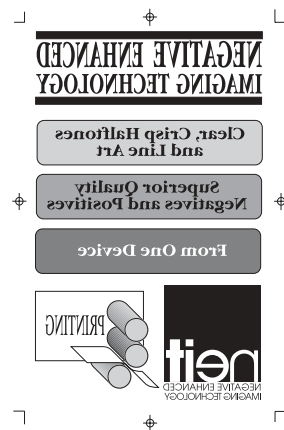 NEGATIVE ENHANCED
IMAGING TECHNOLOGY
Clear, Crisp Halftones
and Line Art
Superior Quality
Negatives and Positives
From One Device
PRINTING
neit
NEGATIVE ENHANCED
IMAGING TECHNOLOGY